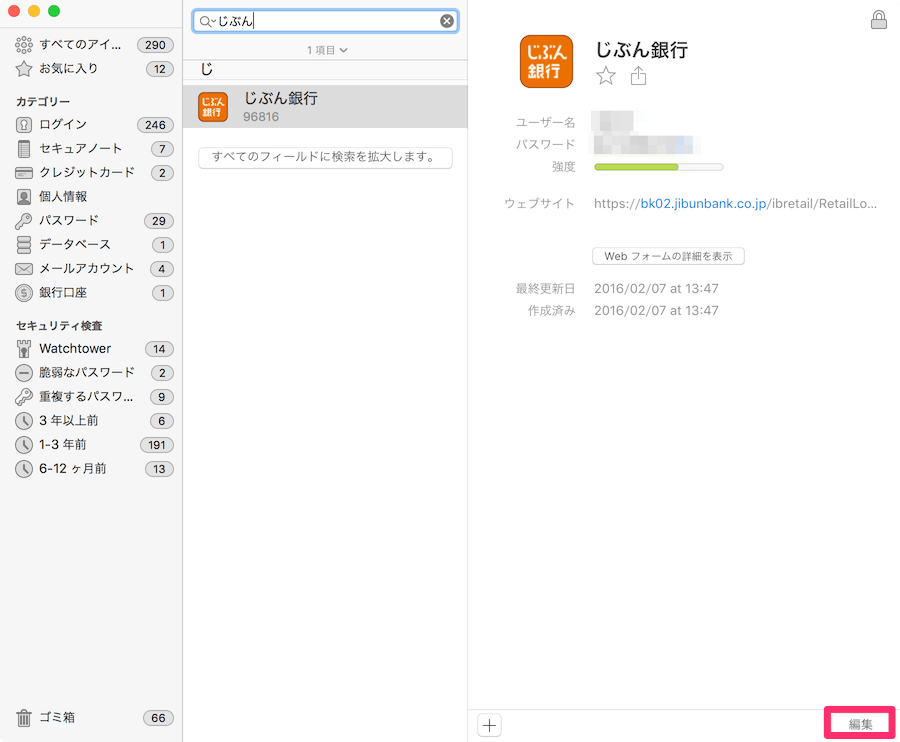 すべてのアイ... 290
お気に入り 12
カテゴリー
ログイン 246
セキュアノート 7
クレジットカード 2
個人情報
パスワード 29
データベース 1
メールアカウント 4
銀行口座 1
セキュリティ検査
Watchtower 14
脆弱なパスワード 2
重複するパスワ... 9
3 年以上前 6
1-3 年前 191
6-12 ヶ月前 13
ゴミ箱 66
じぶん
1 項目
じ
じぶん銀行
じぶん銀行
96816
すべてのフィールドに検索を拡大します。
じぶん
銀行
じぶん銀行
ユーザー名
パスワード
強度
ウェブサイト https://bk02.jibunbank.co.jp/ibretail/RetailLo...
Web フォームの詳細を表示
最終更新日 2016/02/07 at 13:47
作成済み 2016/02/07 at 13:47
編集